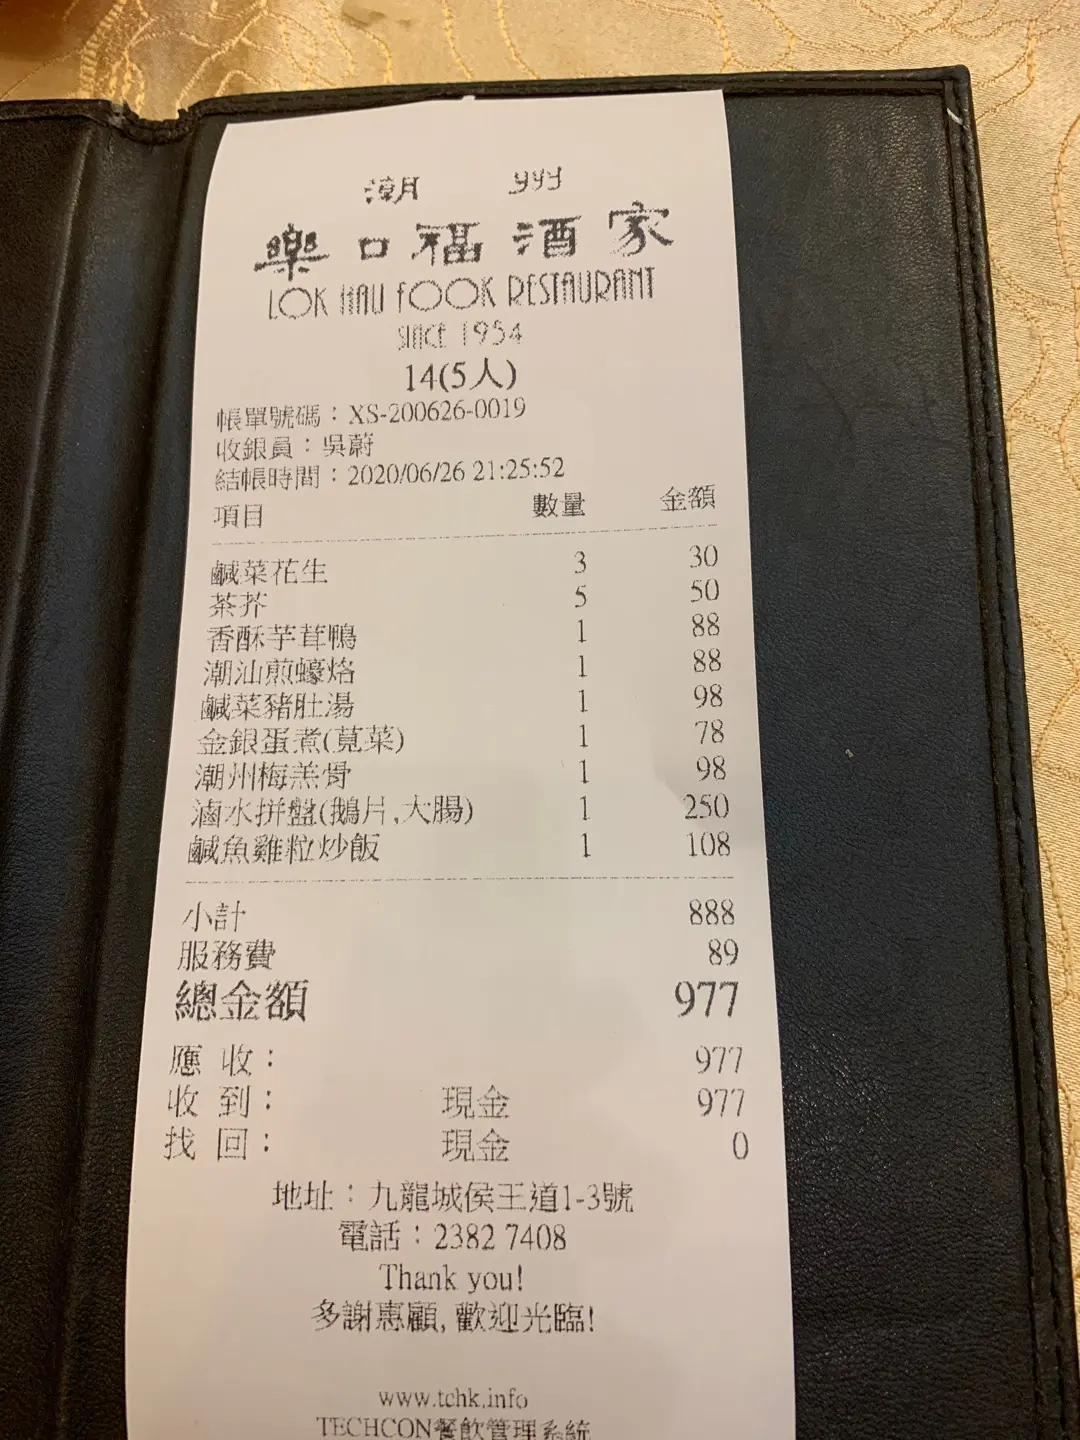 潮 州
樂口福酒家
LOK HAU FOOK RESTAURANT
SINCE 1954
14(5人)
帳單號碼：XS-200626-0019
收銀員：吳蔚
結帳時間：2020/06/26 21:25:52
項目 數量 金額
鹹菜花生 3 30
茶芥 5 50
香酥芋茸鴨 1 88
潮汕煎蠔烙 1 88
鹹菜豬肚湯 1 98
金銀蛋煮(莧菜) 1 78
潮州梅羔骨 1 98
滷水拼盤(鵝片,大腸) 1 250
鹹魚雞粒炒飯 1 108
小計 888
服務費 89
總金額 977
應 收： 977
收 到： 現金 977
找 回： 現金 0
地址：九龍城侯王道1-3號
電話：2382 7408
Thank you!
多謝惠顧,歡迎光臨!
www.tchk.info
TECHCON餐飲管理系統